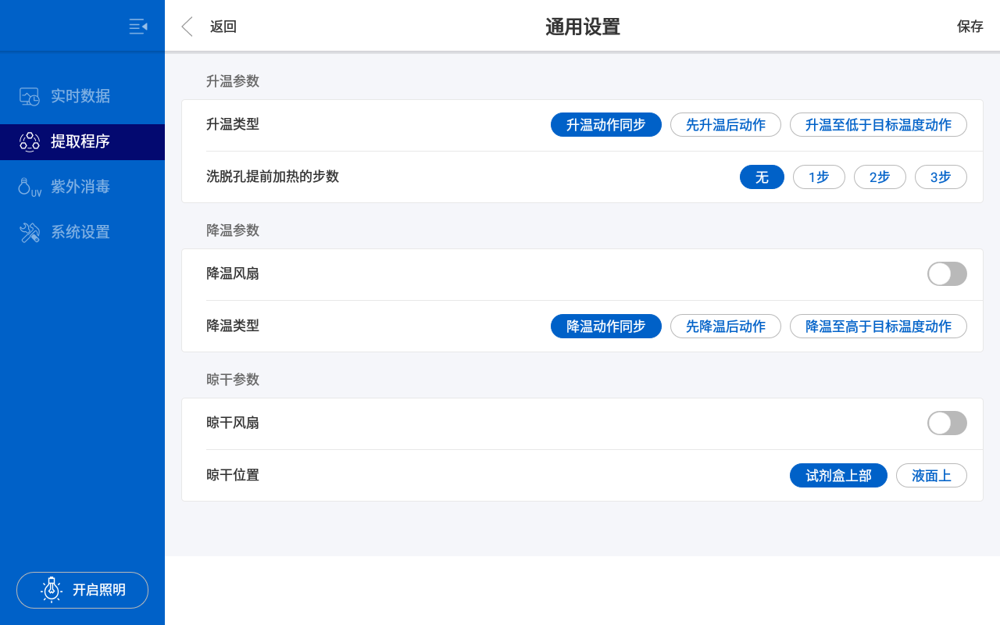 返回
通用设置
保存
实时数据
提取程序
UV
紫外消毒
系统设置
开启照明
升温参数
升温类型
升温动作同步
先升温后动作
升温至低于目标温度动作
洗脱孔提前加热的步数
无
1步
2步
3步
降温参数
降温风扇
降温类型
降温动作同步
先降温后动作
降温至高于目标温度动作
晾干参数
晾干风扇
晾干位置
试剂盒上部
液面上